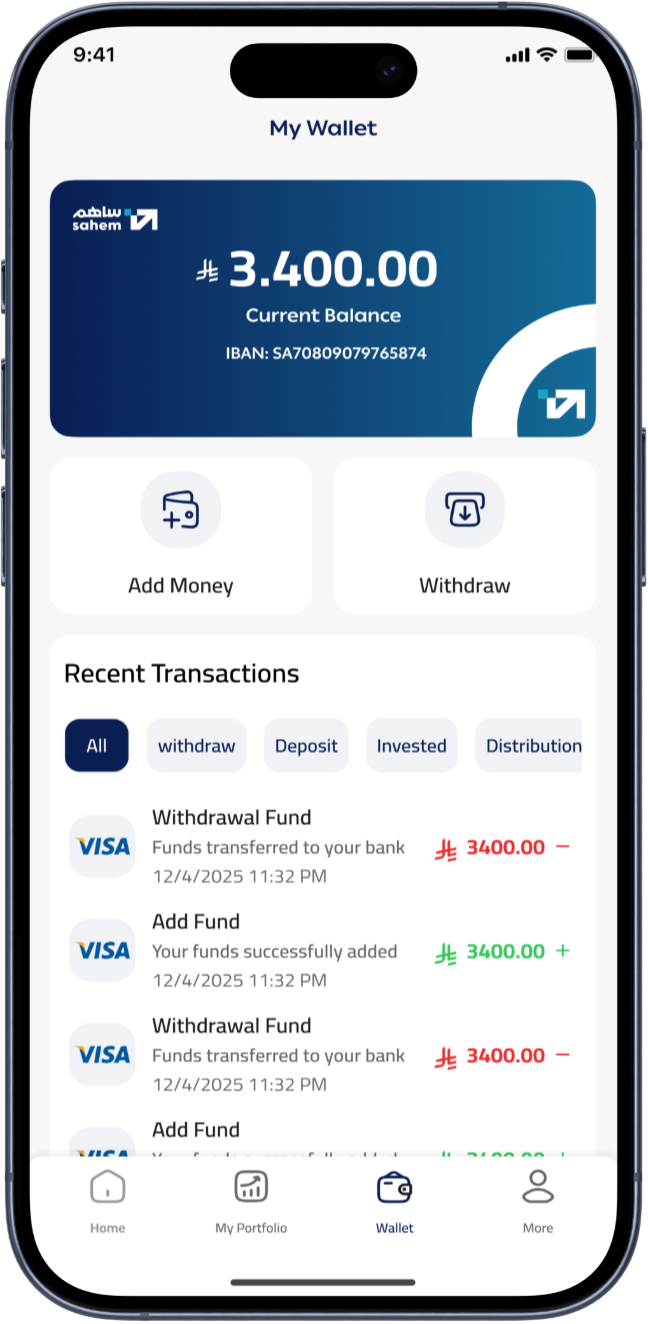 9:41
My Wallet
ساهم
sahem
3.400.00
Current Balance
IBAN: SA70809079765874
Add Money
Withdraw
Recent Transactions
All withdraw Deposit Invested Distribution
VISA
Withdrawal Fund
Funds transferred to your bank
12/4/2025 11:32 PM
3400.00 −
VISA
Add Fund
Your funds successfully added
12/4/2025 11:32 PM
3400.00 +
VISA
Withdrawal Fund
Funds transferred to your bank
12/4/2025 11:32 PM
3400.00 −
VISA
Add Fund
Home
My Portfolio
Wallet
More